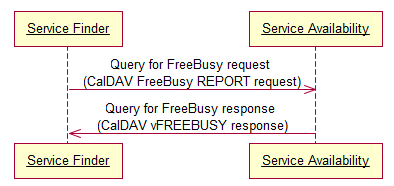 Service Finder
Service Availability
Query for FreeBusy request
(CalDAV FreeBusy REPORT request)
Query for FreeBusy response
(CalDAV vFREEBUSY response)
Service Finder
Service Availability